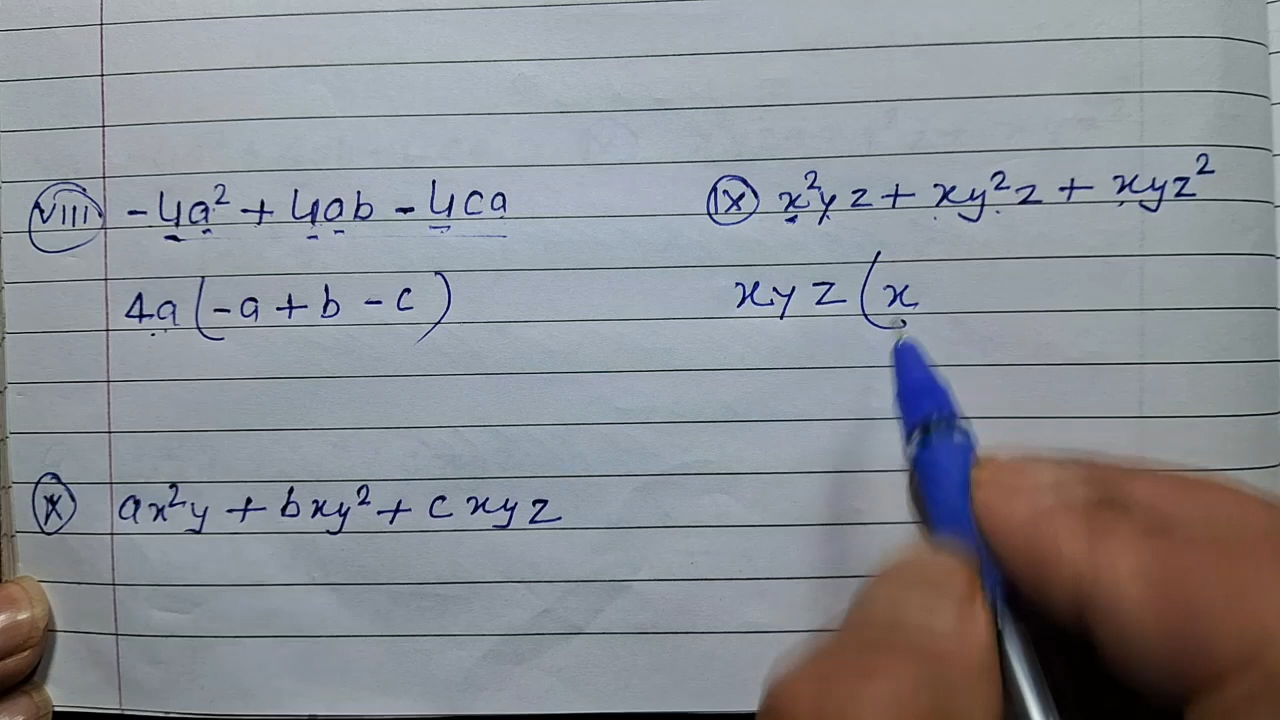 VIII -4a² + 4ab - 4ca
4a(-a + b - c)
IX x²yz + xy²z + xyz²
xyz(x
X ax²y + bxy² + cxyz